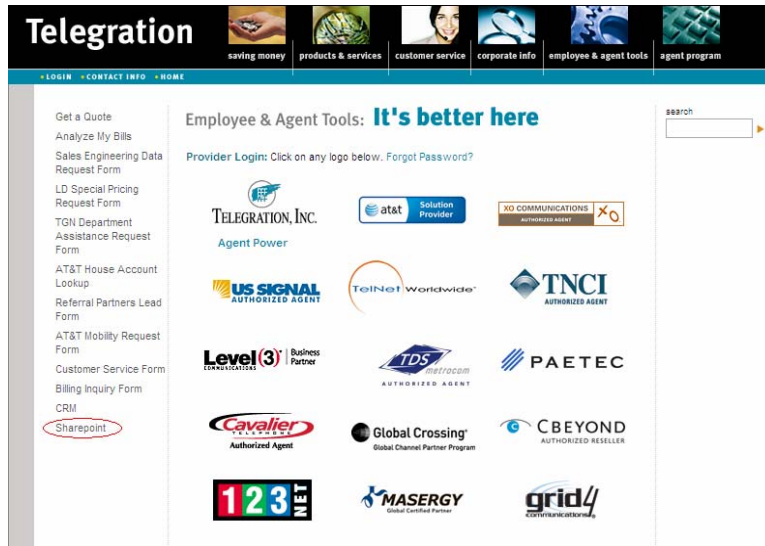 Telegration
saving money
products & services
customer service
corporate info
employee & agent tools
agent program
LOGIN
CONTACT INFO
HOME
Get a Quote
Analyze My Bills
Sales Engineering Data
Request Form
LD Special Pricing
Request Form
TGN Department
Assistance Request
Form
AT&T House Account
Lookup
Referral Partners Lead
Form
AT&T Mobility Request
Form
Customer Service Form
Billing Inquiry Form
CRM
Sharepoint
Employee & Agent Tools: It's better here
Provider Login: Click on any logo below. Forgot Password?
TELEGRATION, INC.
Agent Power
at&t
Solution
Provider
XO COMMUNICATIONS
AUTHORIZED AGENT
XO
US SIGNAL
AUTHORIZED AGENT
TelNet Worldwide
TNCI
AUTHORIZED AGENT
Level(3)
COMMUNICATIONS
Business
Partner
TDS
metrocom
AUTHORIZED AGENT
PAETEC
Cavalier
TELEPHONE
Authorized Agent
Global Crossing
Global Channel Partner Program
CBEYOND
AUTHORIZED RESELLER
123NET
MASERGY
Global Certified Partner
grid4
communications
search